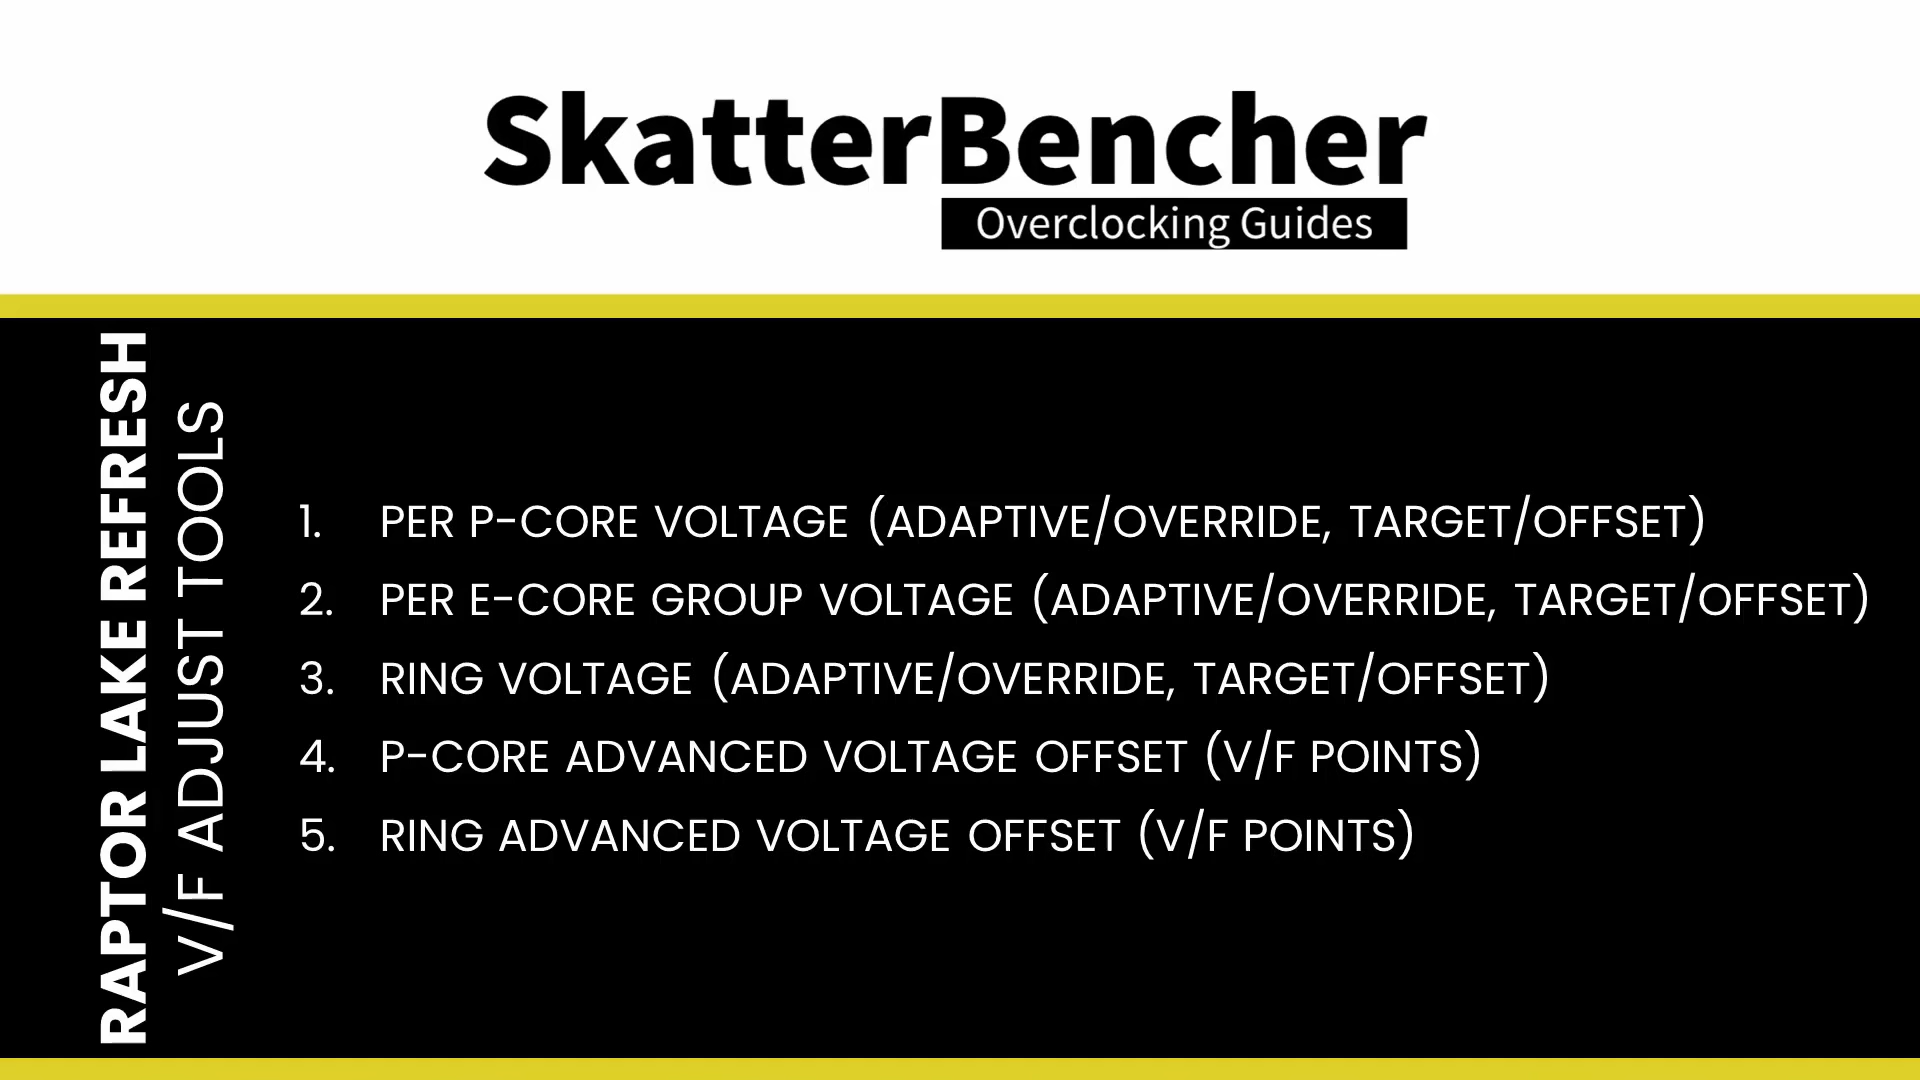 SkatterBencher
Overclocking Guides
RAPTOR LAKE REFRESH
V/F ADJUST TOOLS
1. PER P-CORE VOLTAGE (ADAPTIVE/OVERRIDE, TARGET/OFFSET)
2. PER E-CORE GROUP VOLTAGE (ADAPTIVE/OVERRIDE, TARGET/OFFSET)
3. RING VOLTAGE (ADAPTIVE/OVERRIDE, TARGET/OFFSET)
4. P-CORE ADVANCED VOLTAGE OFFSET (V/F POINTS)
5. RING ADVANCED VOLTAGE OFFSET (V/F POINTS)